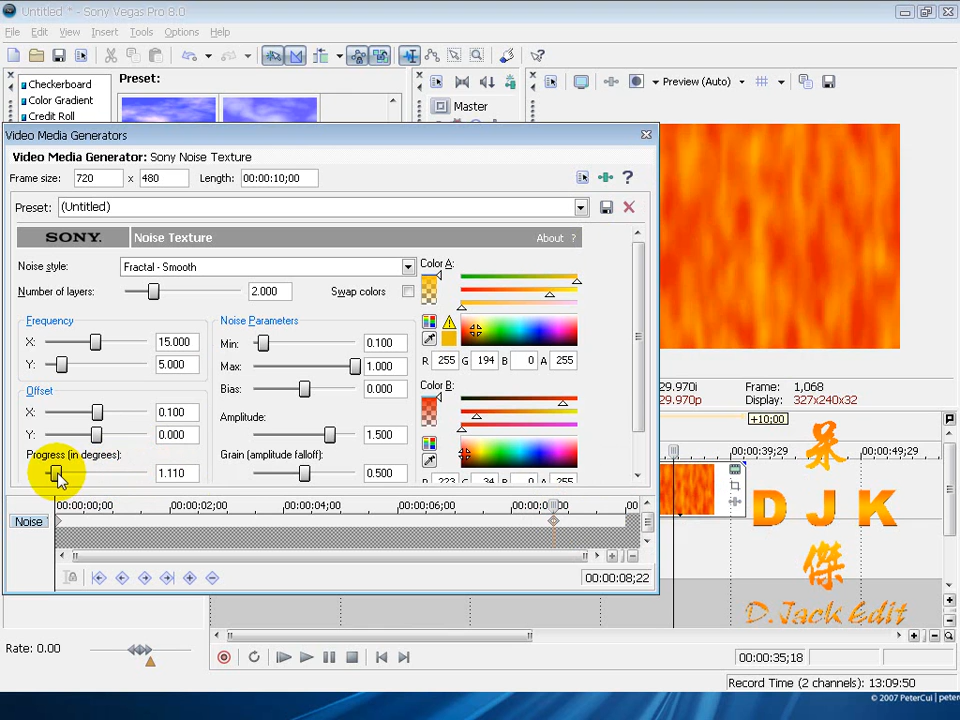 Untitled * - Sony Vegas Pro 8.0
File Edit View Insert Tools Options Help
Checkerboard
Color Gradient
Credit Roll
Preset:
Master
Preview (Auto)
Video Media Generators
Video Media Generator: Sony Noise Texture
Frame size: 720 x 480 Length: 00:00:10;00
Preset: (Untitled)
SONY. Noise Texture About ?
Noise style: Fractal - Smooth
Number of layers: 2.000 Swap colors
Color A:
Frequency
X: 15.000
Y: 5.000
Offset
X: 0.100
Y: 0.000
Progress (in degrees):
1.110
Noise Parameters
Min: 0.100
Max: 1.000
Bias: 0.000
Amplitude:
1.500
Grain (amplitude falloff):
0.500
R 255 G 194 B 0 A 255
Color B:
R 223 G 34 B 0 A 255
29.970i Frame: 1,068
29.970p Display: 327x240x32
+10;00
00:00:39;29 00:00:49;29
00:00:00;00 00:00:02;00 00:00:04;00 00:00:06;00 00:00:0 00
Noise
00:00:08;22
呆
DJK
傑
D.Jack Edit
Rate: 0.00
00:00:35;18
Record Time (2 channels): 13:09:50
© 2007 PeterCui peter